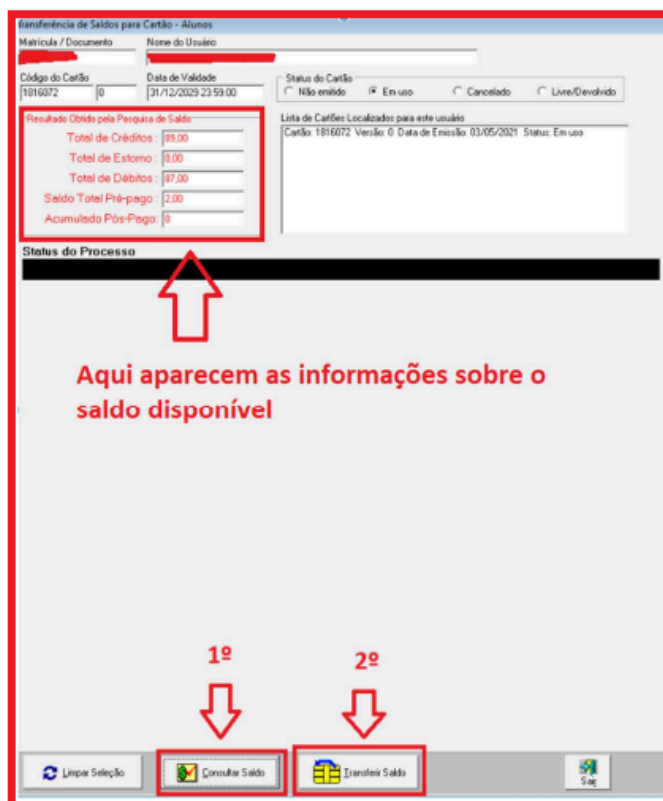 Transferência de Saldos para Cartão - Alunos
Matrícula / Documento Nome do Usuário
Código do Cartão Data de Validade Status do Cartão
1816072 0 31/12/2029 23:59:00 Não emitido Em uso Cancelado Livre/Devolvido
Resultado Obtido pela Pesquisa de Saldo Lista de Cartões Localizados para este usuário
Total de Créditos : 89,00 Cartão: 1816072 Versão: 0 Data de Emissão: 03/05/2021 Status: Em uso
Total de Estorno : 0,00
Total de Débitos : 87,00
Saldo Total Pré-pago : 2,00
Acumulado Pós-Pago: 0
Status do Processo
Aqui aparecem as informações sobre o
saldo disponível
1º 2º
Limpar Seleção Consultar Saldo Transferir Saldo Sair